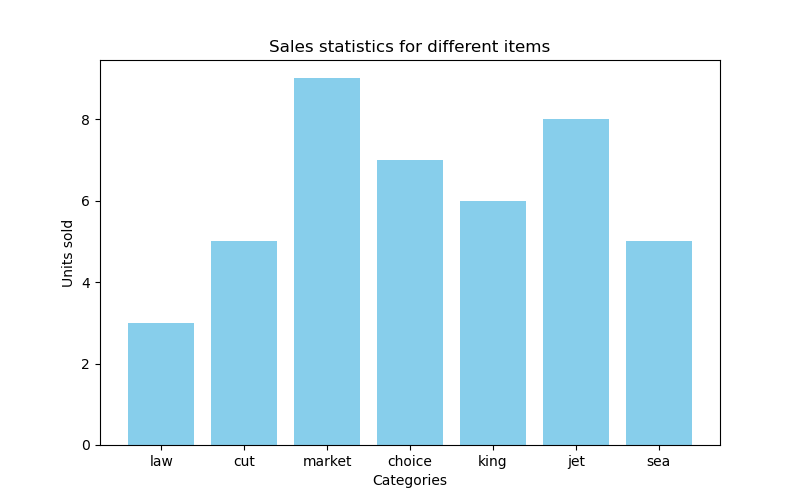 Sales statistics for different items
8
6
4
2
0
Units sold
law cut market choice king jet sea
Categories